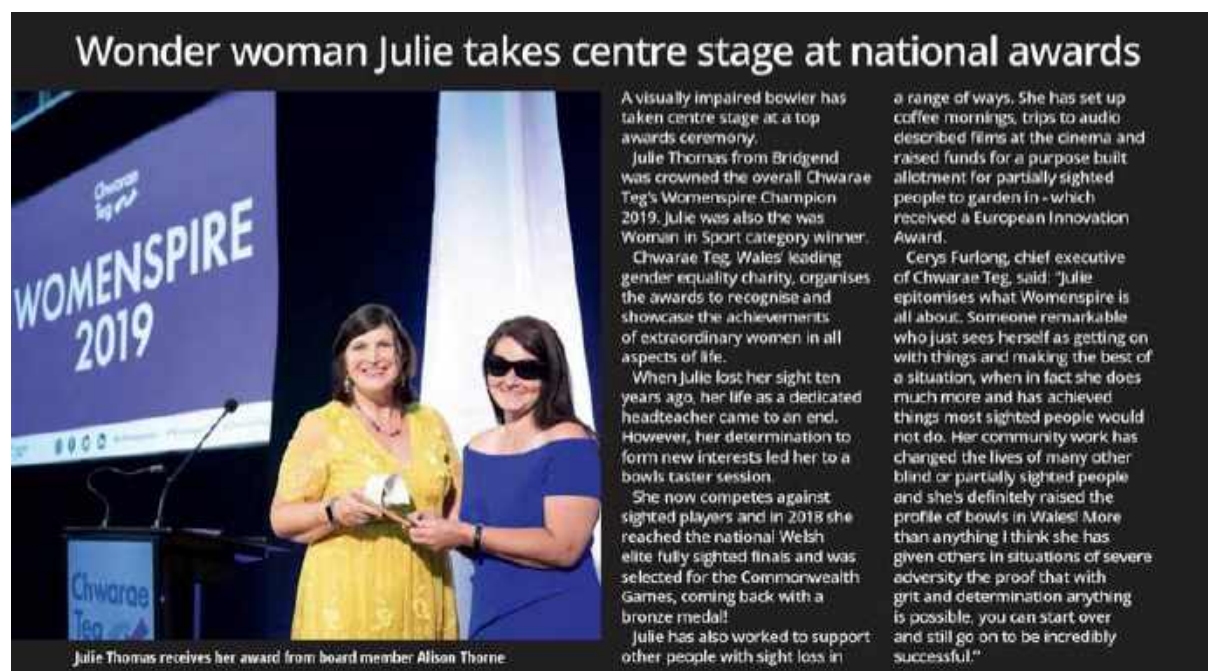 Wonder woman Julie takes centre stage at national awards
Chwarae
Teg
WOMENSPIRE
2019
Chwarae
Teg
Julie Thomas receives her award from board member Alison Thorne
A visually impaired bowler has
taken centre stage at a top
awards ceremony.
Julie Thomas from Bridgend
was crowned the overall Chwarae
Teg's Womenspire Champion
2019. Julie was also the was
Woman in Sport category winner.
Chwarae Teg, Wales' leading
gender equality charity, organises
the awards to recognise and
showcase the achievements
of extraordinary women in all
aspects of life.
When Julie lost her sight ten
years ago, her life as a dedicated
headteacher came to an end.
However, her determination to
form new interests led her to a
bowls taster session.
She now competes against
sighted players and in 2018 she
reached the national Welsh
elite fully sighted finals and was
selected for the Commonwealth
Games, coming back with a
bronze medal!
Julie has also worked to support
other people with sight loss in
a range of ways. She has set up
coffee mornings, trips to audio
described films at the cinema and
raised funds for a purpose built
allotment for partially sighted
people to garden in - which
received a European Innovation
Award.
Cerys Furlong, chief executive
of Chwarae Teg, said: "Julie
epitomises what Womenspire is
all about. Someone remarkable
who just sees herself as getting on
with things and making the best of
a situation, when in fact she does
much more and has achieved
things most sighted people would
not do. Her community work has
changed the lives of many other
blind or partially sighted people
and she's definitely raised the
profile of bowls in Wales! More
than anything I think she has
given others in situations of severe
adversity the proof that with
grit and determination anything
is possible, you can start over
and still go on to be incredibly
successful."